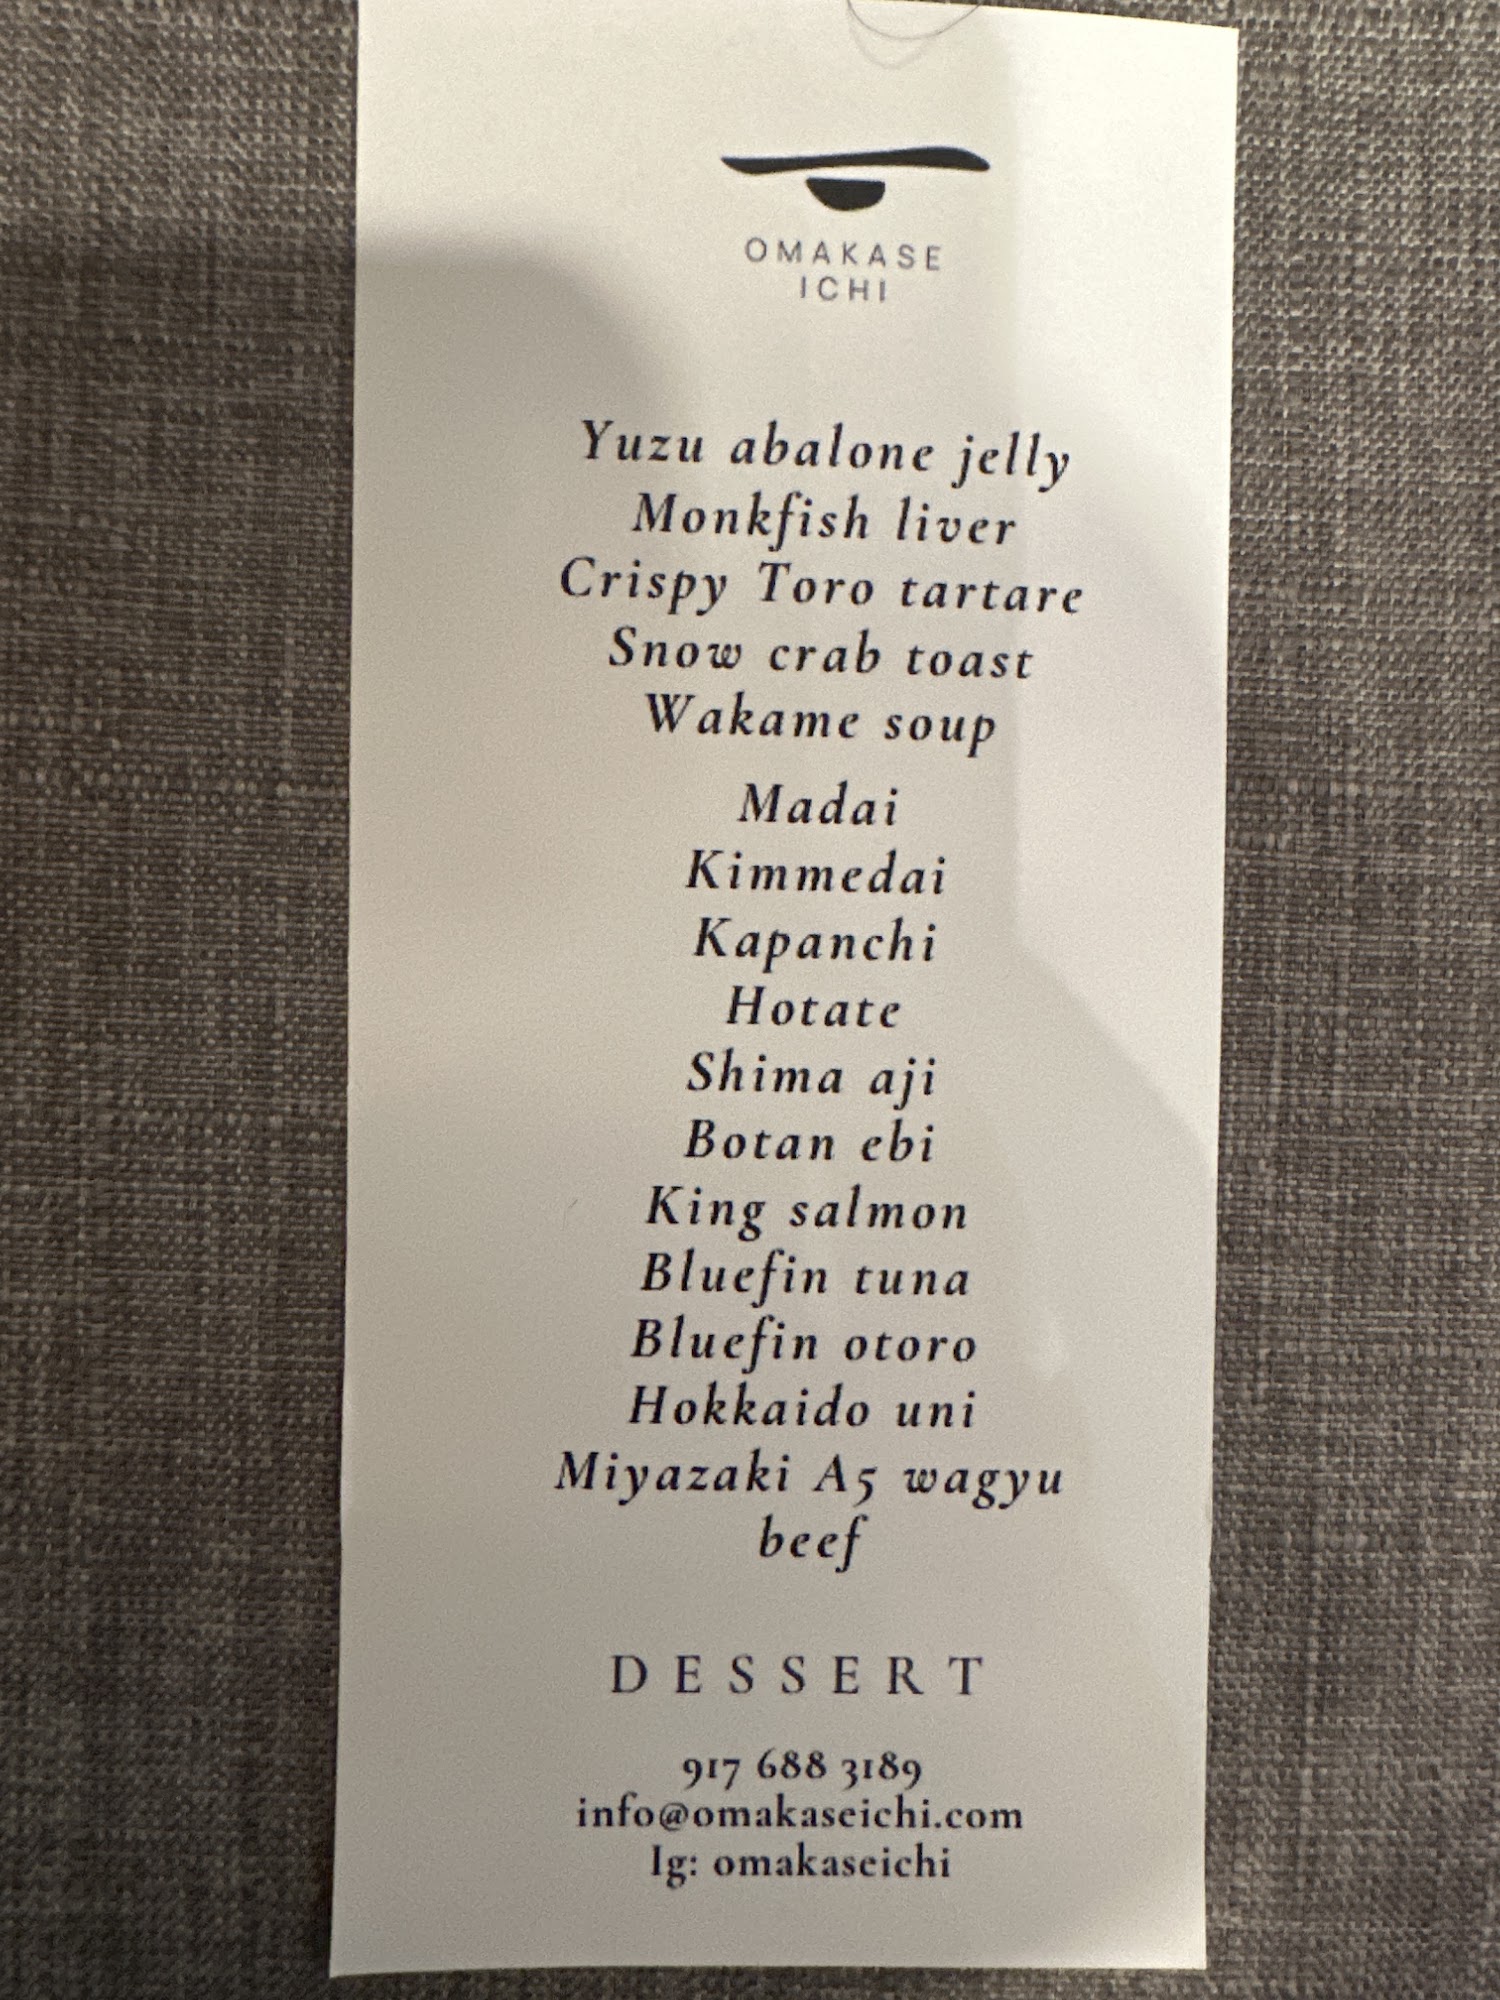 OMAKASE
ICHI
Yuzu abalone jelly
Monkfish liver
Crispy Toro tartare
Snow crab toast
Wakame soup
Madai
Kimmedai
Kapanchi
Hotate
Shima aji
Botan ebi
King salmon
Bluefin tuna
Bluefin otoro
Hokkaido uni
Miyazaki A5 wagyu
beef
DESSERT
917 688 3189
info@omakaseichi.com
Ig: omakaseichi